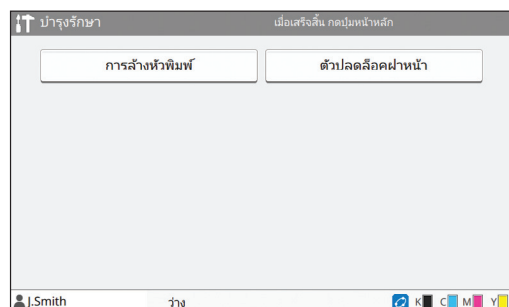 บำรุงรักษา เมื่อเสร็จสิ้น กดปุ่มหน้าหลัก
การล้างหัวพิมพ์ ตัวปลดล็อคฝาหน้า
J.Smith ว่าง K C M Y